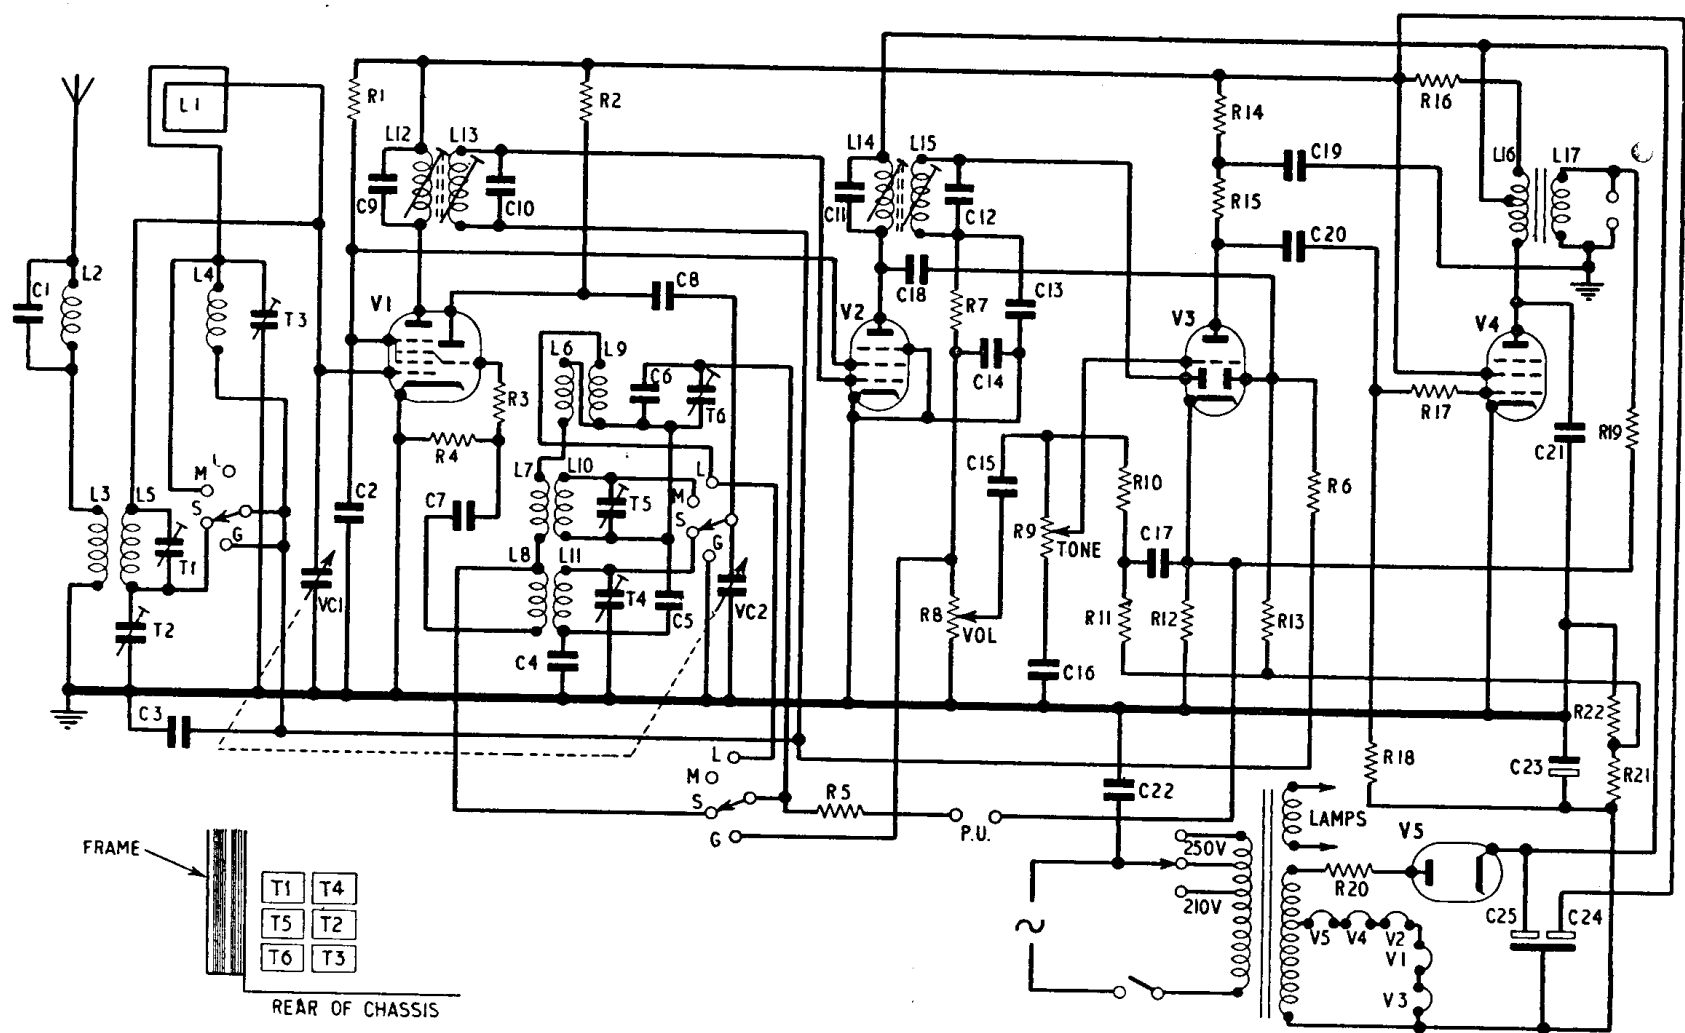 R16
R1
R2
L1
R14
L12
L13
L14
L15
C19
L16
L17
C9
C10
C11
C12
R15
C20
L2
L4
C1
T3
C8
C18
R7
C13
R19
V1
V2
V3
V4
L6
L9
C6
T6
C14
R3
R17
R4
C21
L
M
S
G
L3
L5
T1
T2
VC1
C2
C7
L7
L10
T5
L8
L11
T4
C5
C4
L
M
S
G
VC2
C15
R10
R6
R9
TONE
C17
R8
VOL
R11
R12
R13
C16
C3
R22
L
M
S
G
R5
P.U.
C22
R18
C23
R21
LAMPS
V5
250V
210V
R20
C25
C24
V5
V4
V2
V1
V3
FRAME
T1
T4
T5
T2
T6
T3
REAR OF CHASSIS